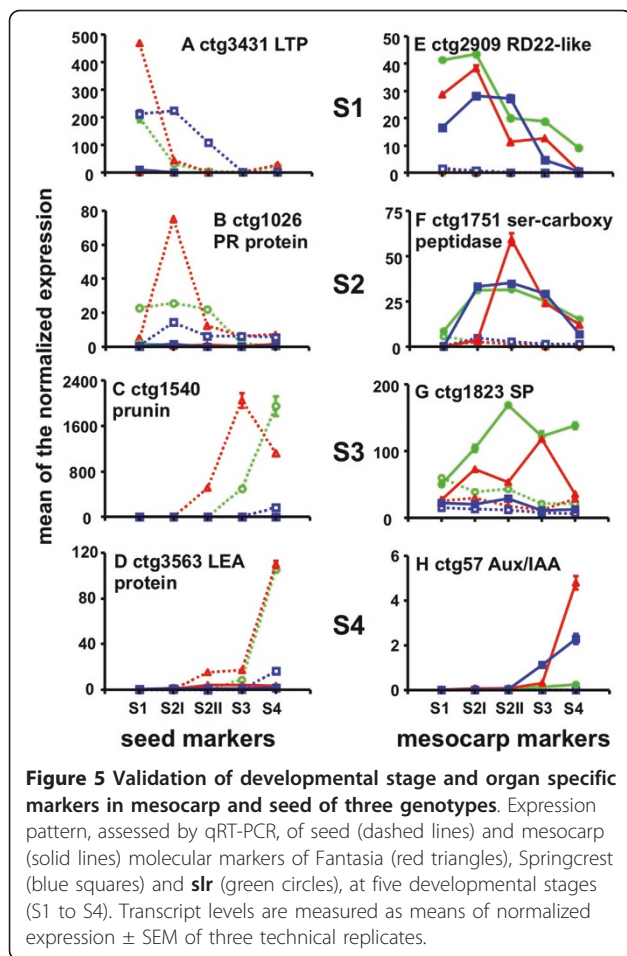 500
400
300
200
100
0
A ctg3431 LTP
50
40
30
20
10
0
E ctg2909 RD22-like
S1
80
60
40
20
0
B ctg1026
PR protein
75
50
25
0
F ctg1751 ser-carboxy
peptidase
S2
2400
1800
1200
600
0
C ctg1540
prunin
200
100
0
G ctg1823 SP
S3
120
80
40
0
D ctg3563 LEA
protein
6
4
2
0
H ctg57 Aux/IAA
S4
mean of the normalized expression
S1 S2I S2II S3 S4
S1 S2I S2II S3 S4
seed markers
mesocarp markers
Figure 5 Validation of developmental stage and organ specific
markers in mesocarp and seed of three genotypes. Expression
pattern, assessed by qRT-PCR, of seed (dashed lines) and mesocarp
(solid lines) molecular markers of Fantasia (red triangles), Springcrest
(blue squares) and slr (green circles), at five developmental stages
(S1 to S4). Transcript levels are measured as means of normalized
expression ± SEM of three technical replicates.